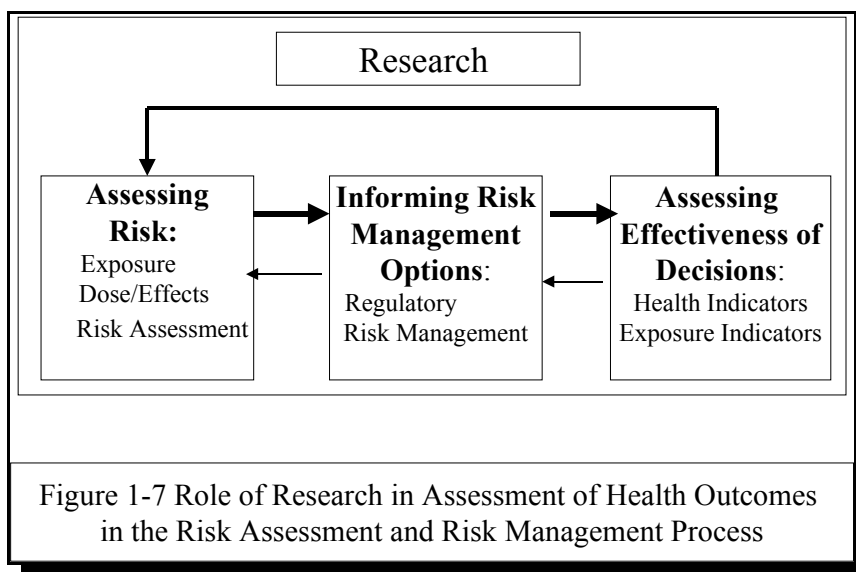 Research
Assessing
Risk:
Exposure
Dose/Effects
Risk Assessment
Informing Risk
Management
Options:
Regulatory
Risk Management
Assessing
Effectiveness of
Decisions:
Health Indicators
Exposure Indicators
Figure 1-7 Role of Research in Assessment of Health Outcomes
in the Risk Assessment and Risk Management Process